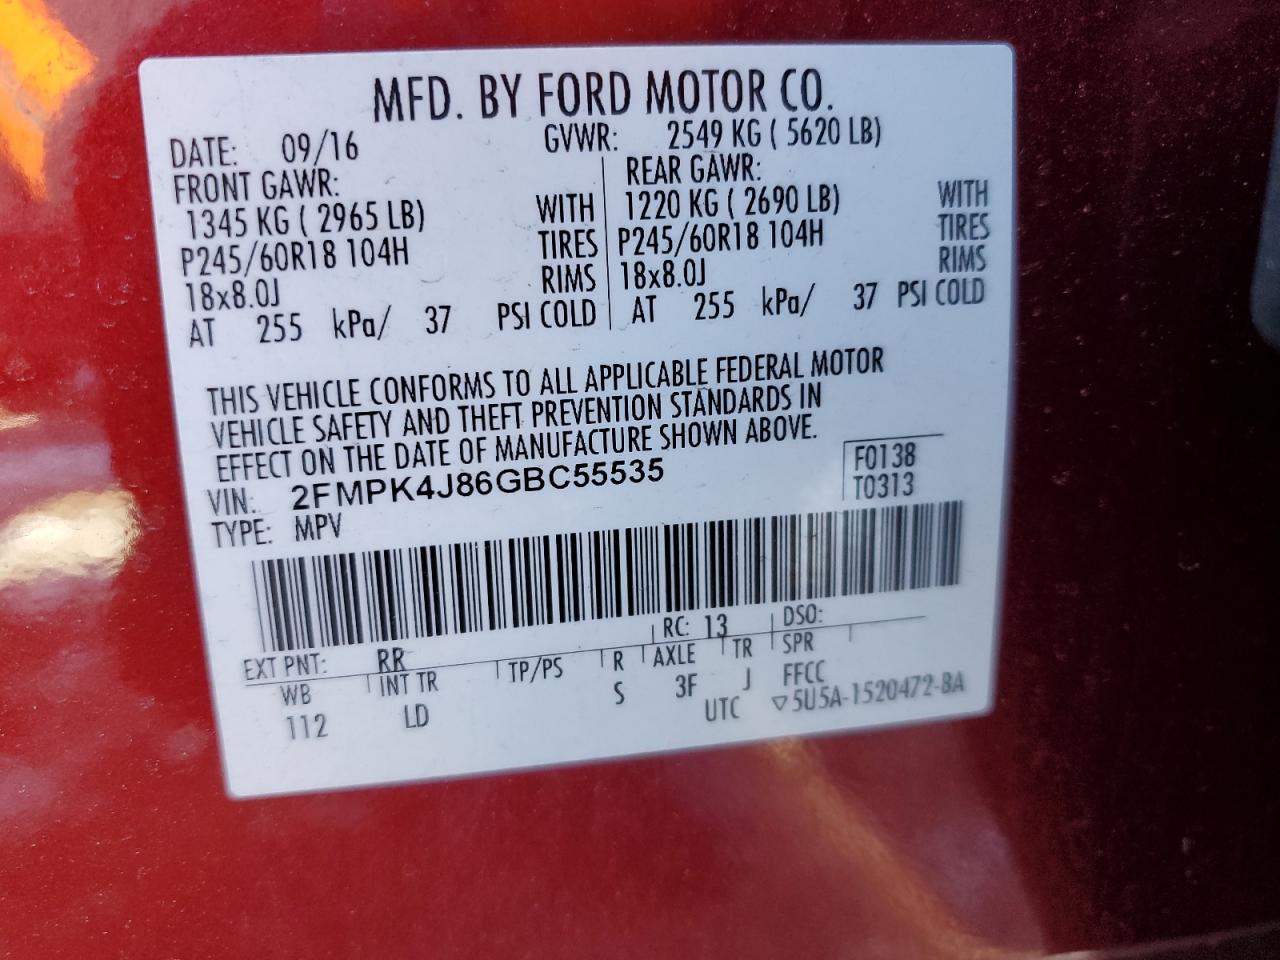 MFD. BY FORD MOTOR CO.
DATE: 09/16 GVWR: 2549 KG ( 5620 LB)
FRONT GAWR: REAR GAWR:
1345 KG ( 2965 LB) WITH 1220 KG ( 2690 LB) WITH
P245/60R18 104H TIRES P245/60R18 104H TIRES
18x8.0J RIMS 18x8.0J RIMS
AT 255 kPa/ 37 PSI COLD AT 255 kPa/ 37 PSI COLD
THIS VEHICLE CONFORMS TO ALL APPLICABLE FEDERAL MOTOR
VEHICLE SAFETY AND THEFT PREVENTION STANDARDS IN
EFFECT ON THE DATE OF MANUFACTURE SHOWN ABOVE.
VIN: 2FMPK4J86GBC55535 F0138
TYPE: MPV T0313
EXT PNT: RR RC: 13 DSO:
WB INT TR TP/PS R AXLE TR SPR
112 LD S 3F J FFCC
UTC ▽5U5A-1520472-BA